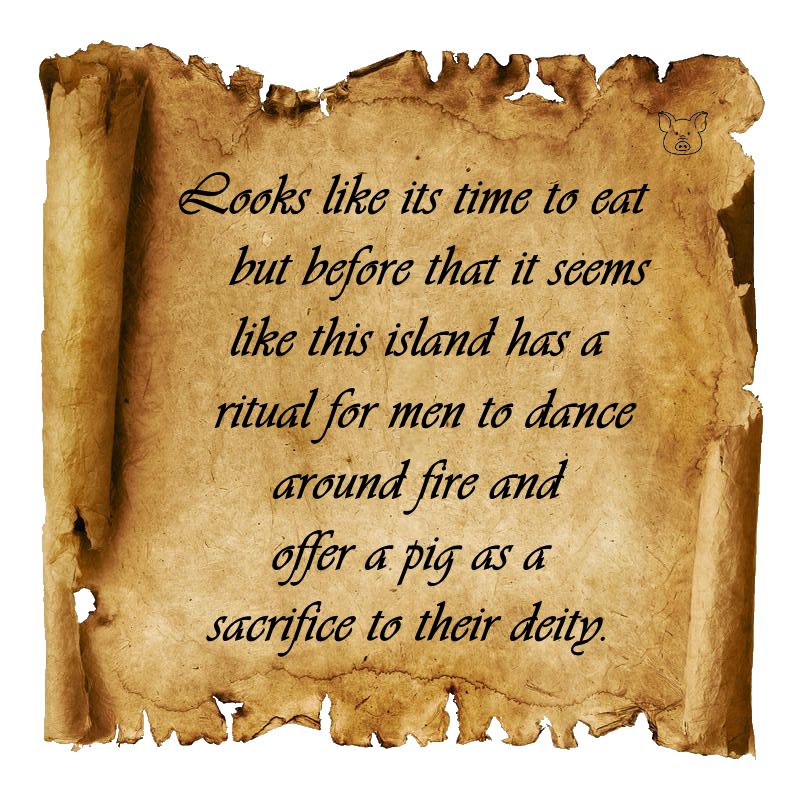 Looks like its time to eat
but before that it seems
like this island has a
ritual for men to dance
around fire and
offer a pig as a
sacrifice to their deity.